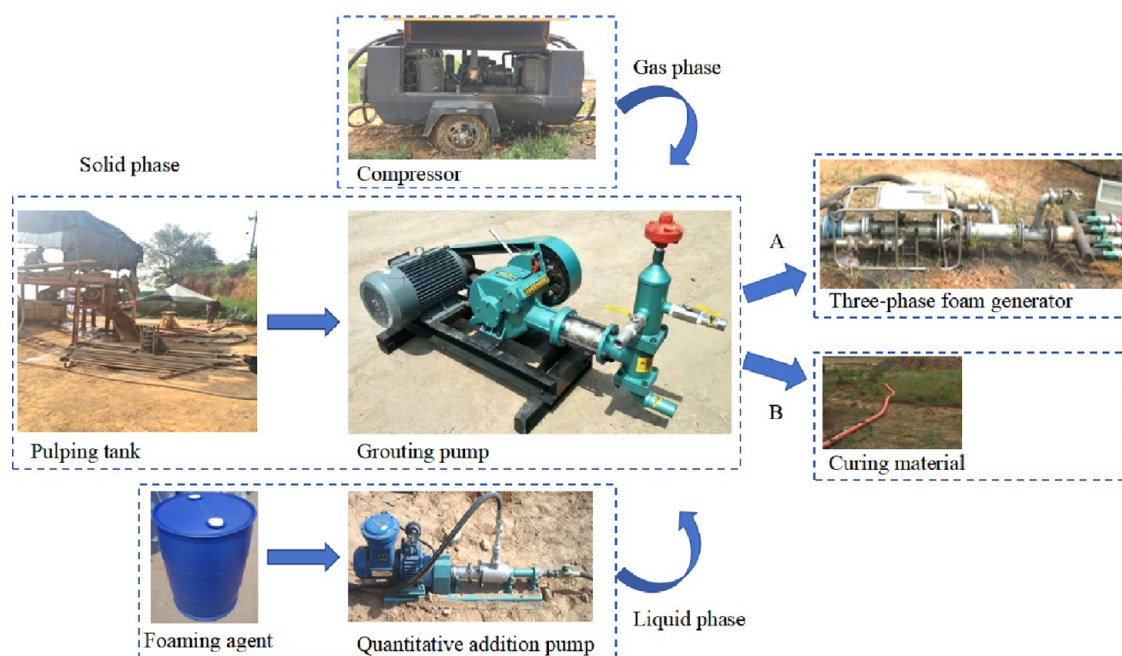 Gas phase
Solid phase
Compressor
A
Three-phase foam generator
B
Pulping tank
Grouting pump
Curing material
Foaming agent
Quantitative addition pump
Liquid phase